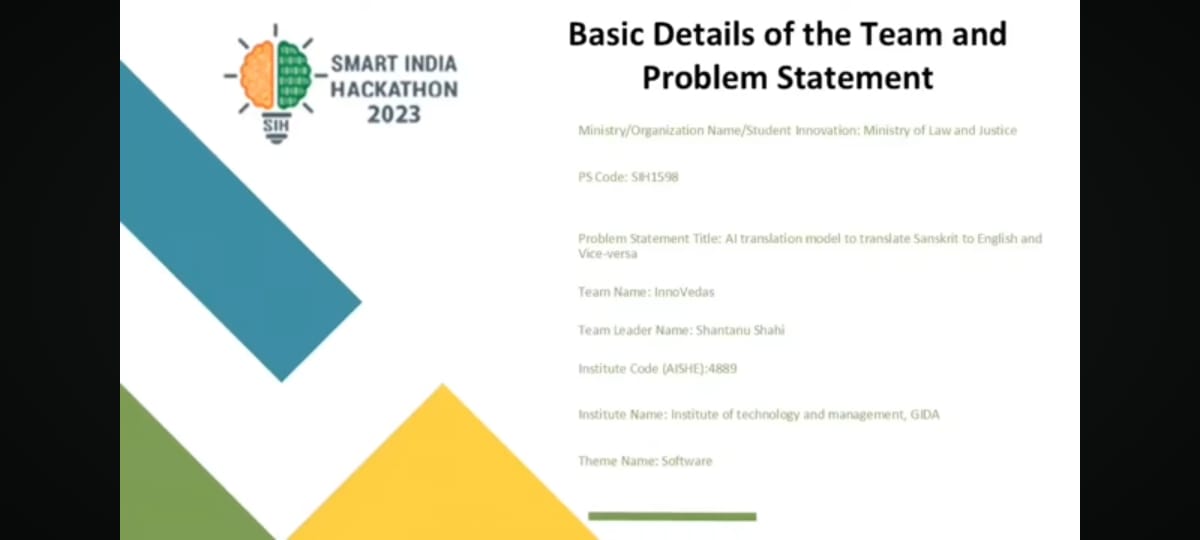 SMART INDIA
HACKATHON
2023
SIH
Basic Details of the Team and
Problem Statement
Ministry/Organization Name/Student Innovation: Ministry of Law and Justice
PS Code: SIH1598
Problem Statement Title: AI translation model to translate Sanskrit to English and
Vice-versa
Team Name: InnoVedas
Team Leader Name: Shantanu Shahi
Institute Code (AISHE):4889
Institute Name: Institute of technology and management, GIDA
Theme Name: Software